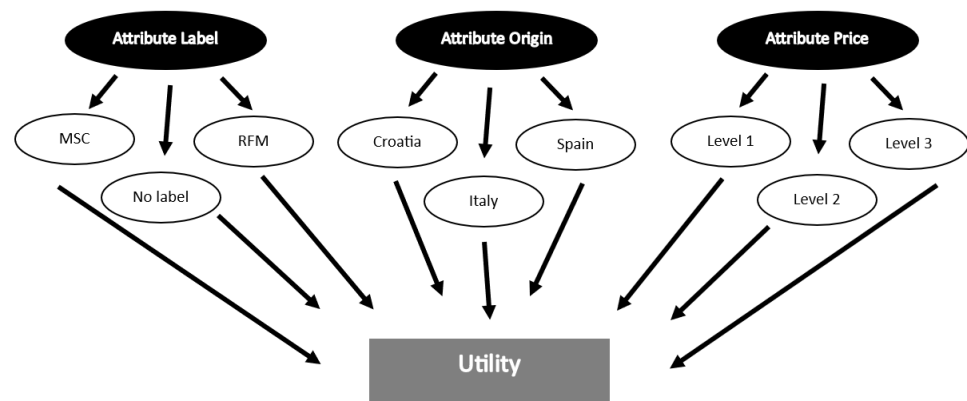 Attribute Label
Attribute Origin
Attribute Price
MSC
RFM
No label
Croatia
Spain
Italy
Level 1
Level 3
Level 2
Utility